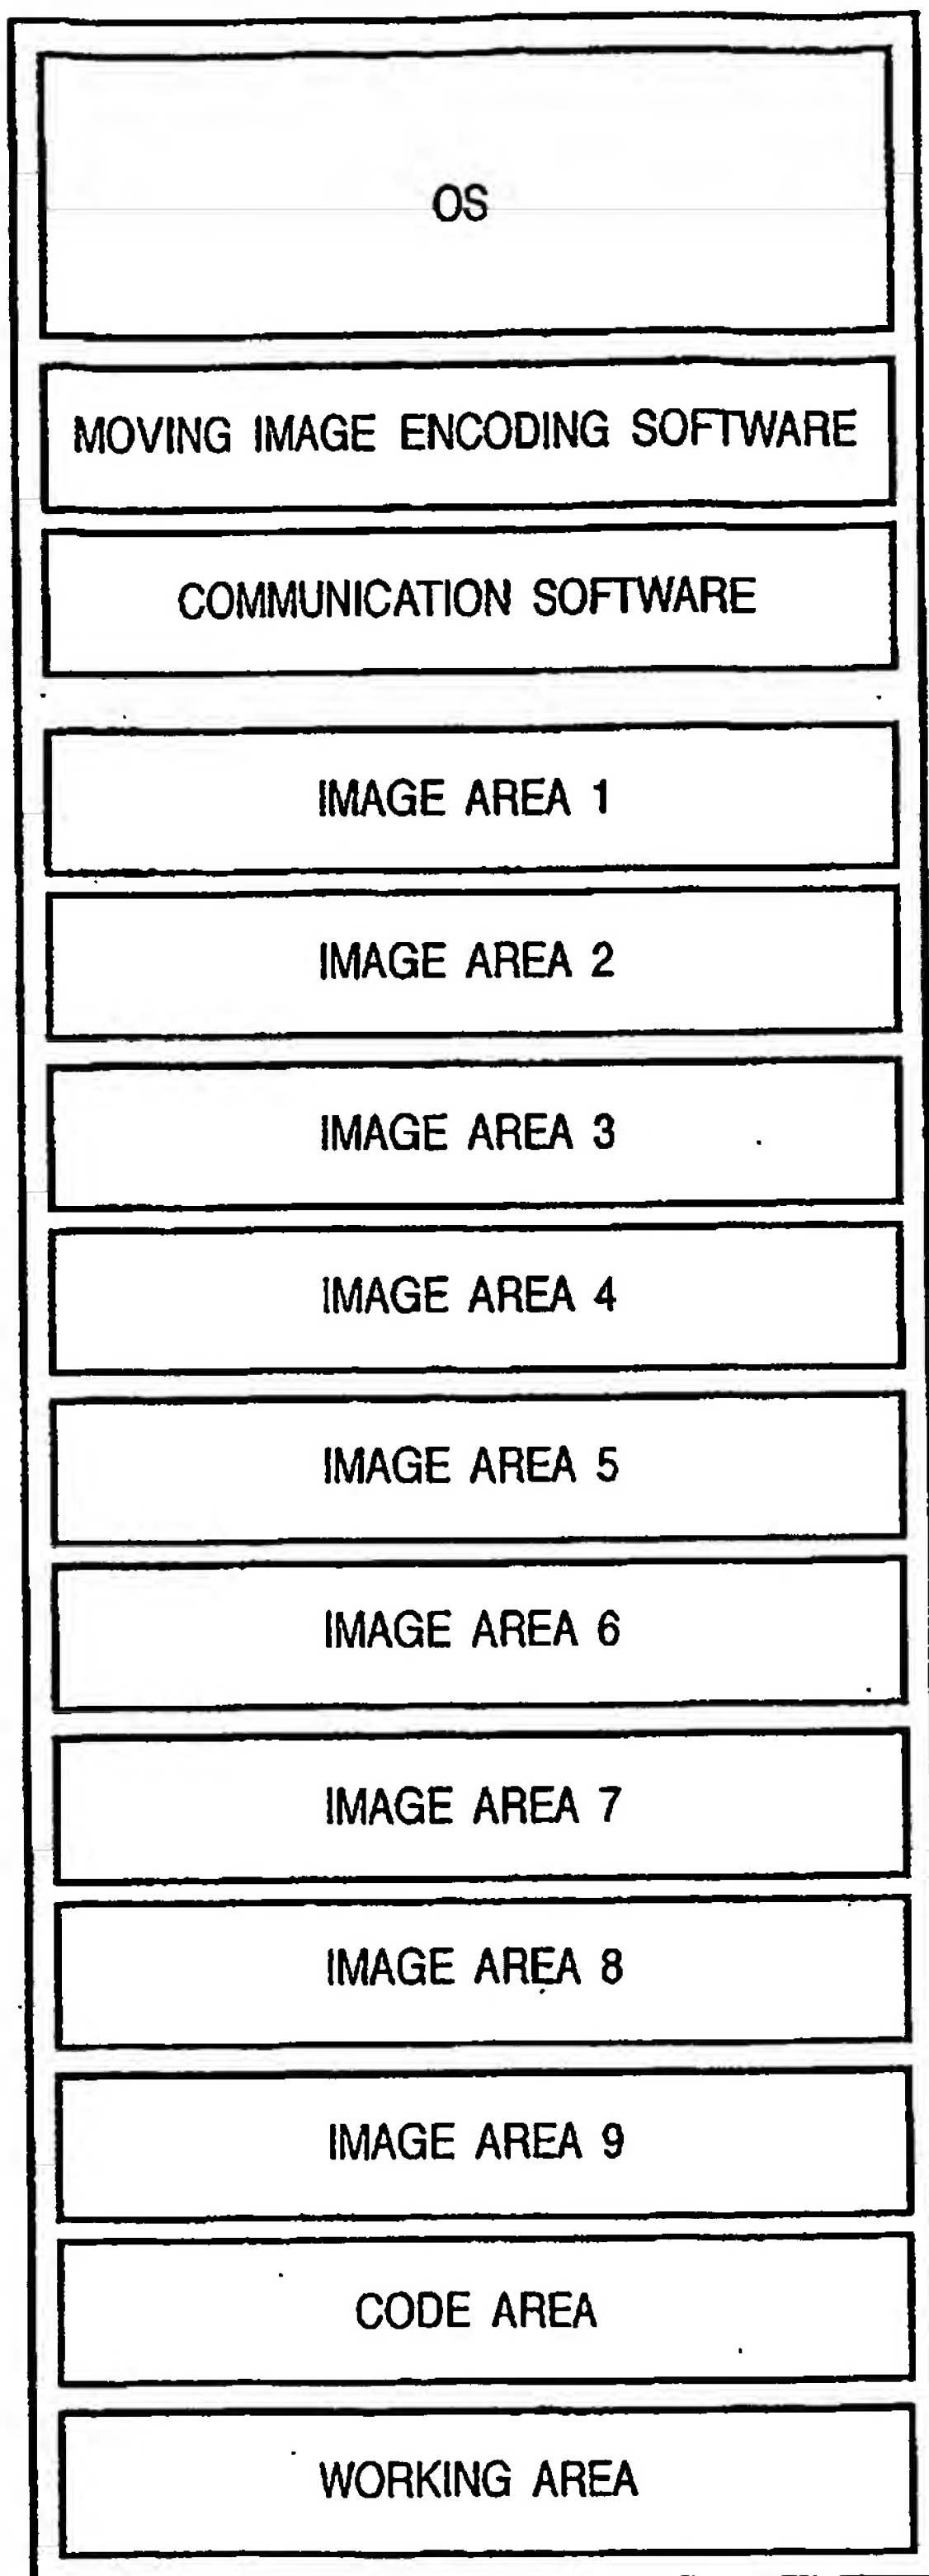 OS
MOVING IMAGE ENCODING SOFTWARE
COMMUNICATION SOFTWARE
IMAGE AREA 1
IMAGE AREA 2
IMAGE AREA 3
IMAGE AREA 4
IMAGE AREA 5
IMAGE AREA 6
IMAGE AREA 7
IMAGE AREA 8
IMAGE AREA 9
CODE AREA
WORKING AREA